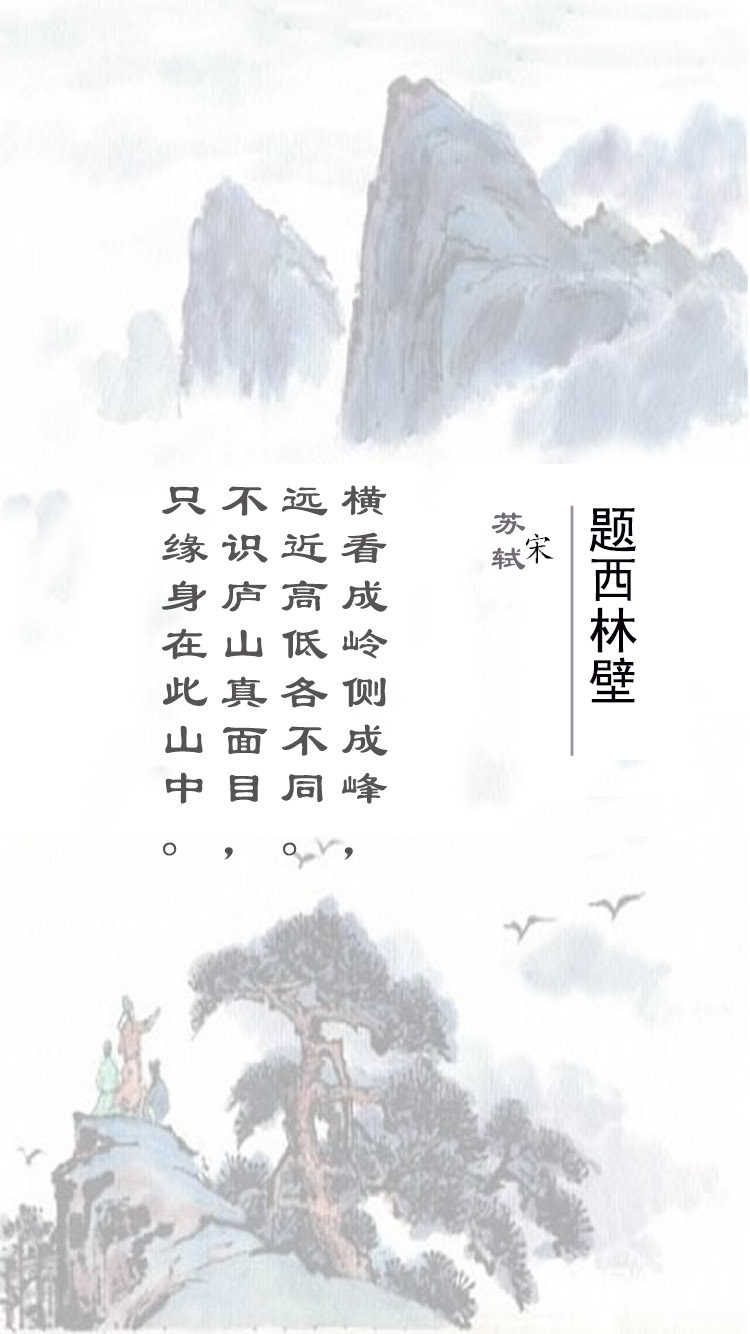 题西林壁
宋
苏轼
横看成岭侧成峰，
远近高低各不同。
不识庐山真面目，
只缘身在此山中。